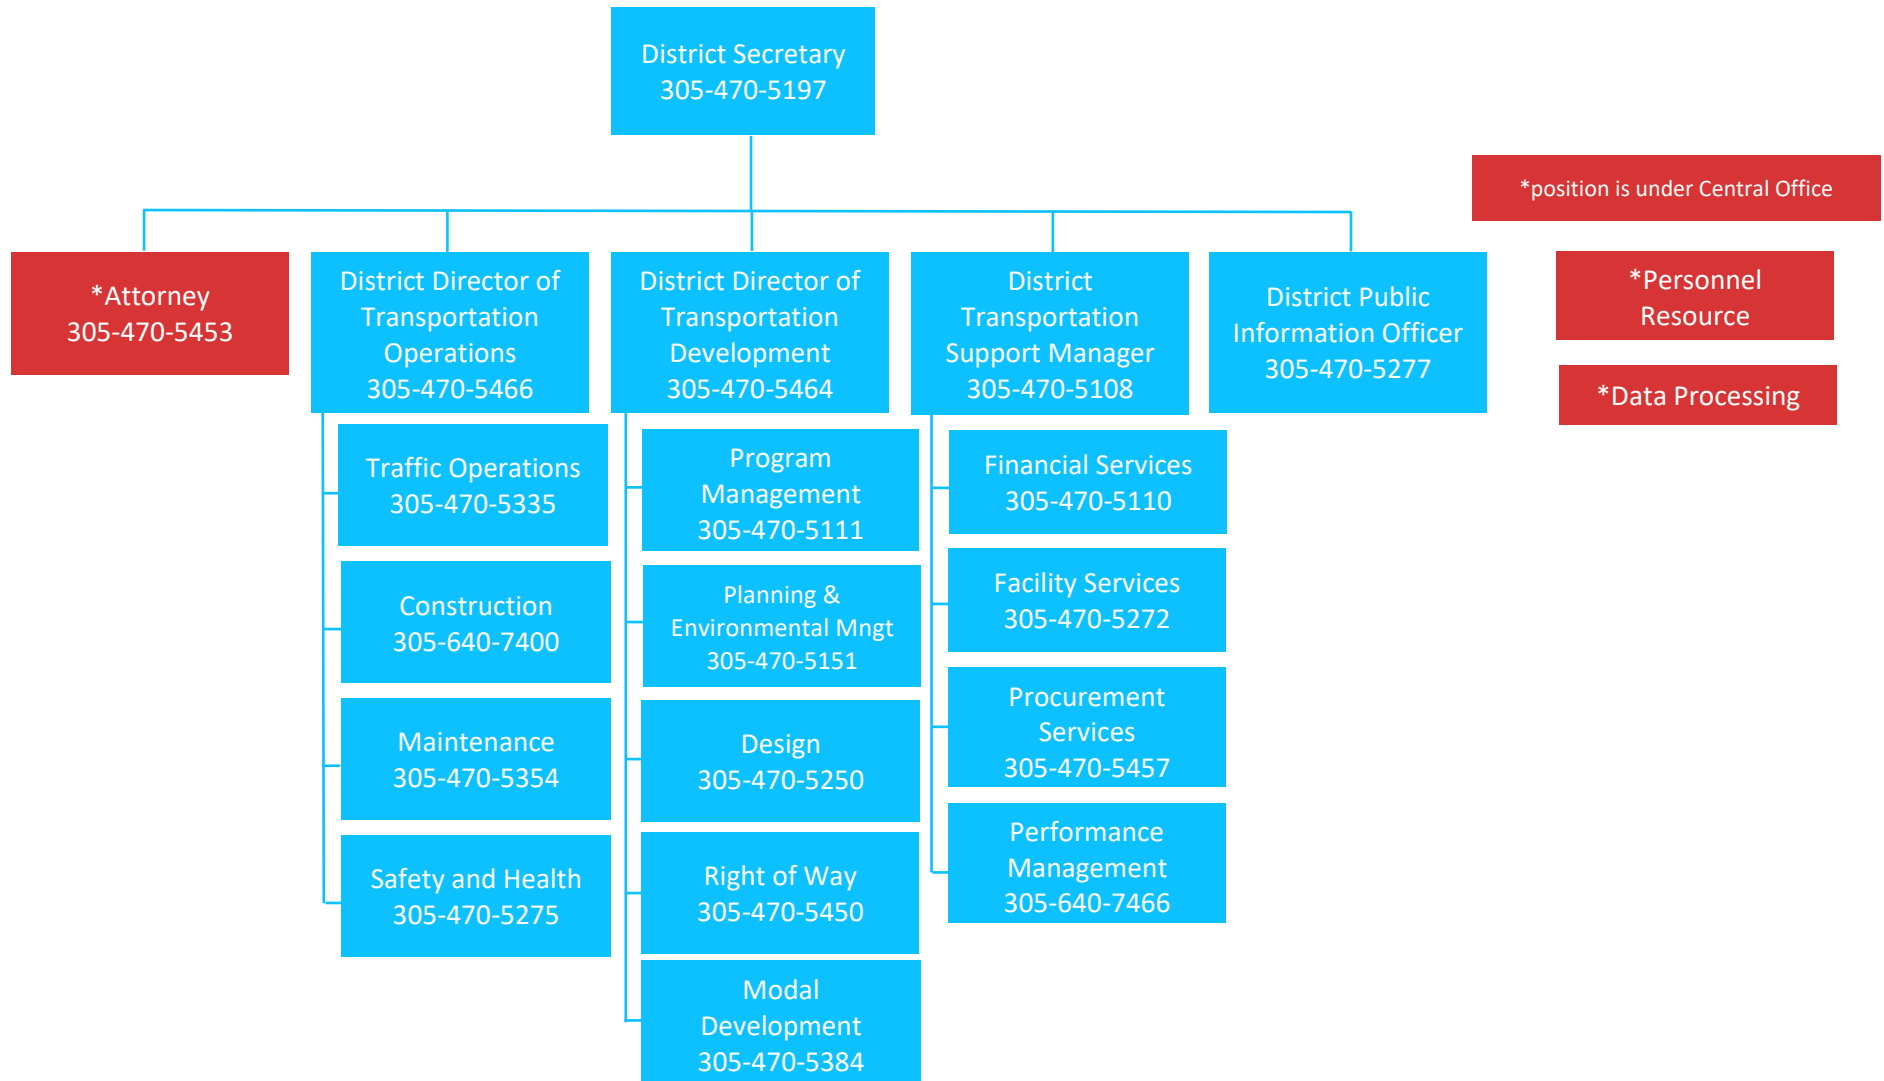 District Secretary
305-470-5197
*position is under Central Office
*Attorney
305-470-5453
District Director of
Transportation
Operations
305-470-5466
District Director of
Transportation
Development
305-470-5464
District
Transportation
Support Manager
305-470-5108
District Public
Information Officer
305-470-5277
*Personnel
Resource
*Data Processing
Traffic Operations
305-470-5335
Construction
305-640-7400
Maintenance
305-470-5354
Safety and Health
305-470-5275
Program
Management
305-470-5111
Planning &
Environmental Mngt
305-470-5151
Design
305-470-5250
Right of Way
305-470-5450
Modal
Development
305-470-5384
Financial Services
305-470-5110
Facility Services
305-470-5272
Procurement
Services
305-470-5457
Performance
Management
305-640-7466